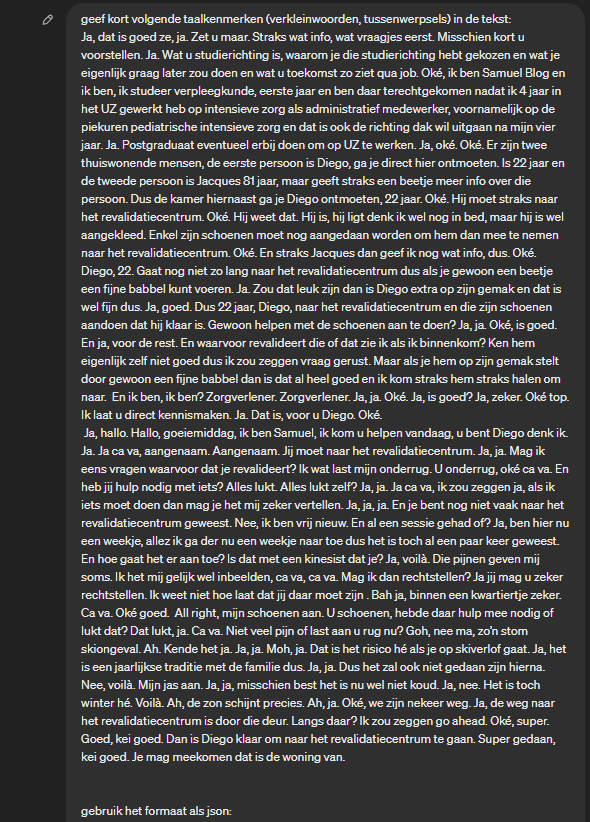 geef kort volgende taalkenmerken (verkleinwoorden, tussenwerpsels) in de tekst:
Ja, dat is goed ze, ja. Zet u maar. Straks wat info, wat vraagjes eerst. Misschien kort u
voorstellen. Ja. Wat u studierichting is, waarom je die studierichting hebt gekozen en wat je
eigenlijk graag later zou doen en wat u toekomst zo ziet qua job. Oké, ik ben Samuel Blog en
ik ben, ik studeer verpleegkunde, eerste jaar en ben daar terechtgekomen nadat ik 4 jaar in
het UZ gewerkt heb op intensieve zorg als administratief medewerker, voornamelijk op de
piekuren pediatrische intensieve zorg en dat is ook de richting dak wil uitgaan na mijn vier
jaar. Ja. Postgraduaat eventueel erbij doen om op UZ te werken. Ja, oké. Oké. Er zijn twee
thuiswonende mensen, de eerste persoon is Diego, ga je direct hier ontmoeten. Is 22 jaar en
de tweede persoon is Jacques 81 jaar, maar geeft straks een beetje meer info over die
persoon. Dus de kamer hiernaast ga je Diego ontmoeten, 22 jaar. Oké. Hij moet straks naar
het revalidatiecentrum. Oké. Hij weet dat. Hij is, hij ligt denk ik wel nog in bed, maar hij is wel
aangekleed. Enkel zijn schoenen moet nog aangedaan worden om hem dan mee te nemen
naar het revalidatiecentrum. Oké. En straks Jacques dan geef ik nog wat info, dus. Oké.
Diego, 22. Gaat nog niet zo lang naar het revalidatiecentrum dus als je gewoon een beetje
een fijne babbel kunt voeren. Ja. Zou dat leuk zijn dan is Diego extra op zijn gemak en dat is
wel fijn dus. Ja, goed. Dus 22 jaar, Diego, naar het revalidatiecentrum en die zijn schoenen
aandoen dat hij klaar is. Gewoon helpen met de schoenen aan te doen? Ja, ja. Oké, is goed.
En ja, voor de rest. En waarvoor revalideert die of dat zie ik als ik binnenkom? Ken hem
eigenlijk zelf niet goed dus ik zou zeggen vraag gerust. Maar als je hem op zijn gemak stelt
door gewoon een fijne babbel dan is dat al heel goed en ik kom straks hem straks halen om
naar.  En ik ben, ik ben? Zorgverlener. Zorgverlener. Ja, ja. Oké. Ja, is goed? Ja, zeker. Oké top.
Ik laat u direct kennismaken. Ja. Dat is, voor u Diego. Oké.
Ja, hallo. Hallo, goeiemiddag, ik ben Samuel, ik kom u helpen vandaag, u bent Diego denk ik.
Ja. Ja ca va, aangenaam. Aangenaam. Jij moet naar het revalidatiecentrum. Ja, ja. Mag ik
eens vragen waarvoor dat je revalideert? Ik wat last mijn onderrug. U onderrug, oké ca va. En
heb jij hulp nodig met iets? Alles lukt. Alles lukt zelf? Ja, ja. Ja ca va, ik zou zeggen ja, als ik
iets moet doen dan mag je het mij zeker vertellen. Ja, ja, ja. En je bent nog niet vaak naar het
revalidatiecentrum geweest. Nee, ik ben vrij nieuw. En al een sessie gehad of? Ja, ben hier nu
een weekje, allez ik ga der nu een weekje naar toe dus het is toch al een paar keer geweest.
En hoe gaat het er aan toe? Is dat met een kinesist dat je? Ja, voilà. Die pijnen geven mij
soms. Ik het mij gelijk wel inbeelden, ca va, ca va. Mag ik dan rechtstellen? Ja jij mag u zeker
rechtstellen. Ik weet niet hoe laat dat jij daar moet zijn . Bah ja, binnen een kwartiertje zeker.
Ca va. Oké goed.  All right, mijn schoenen aan. U schoenen, hebde daar hulp mee nodig of
lukt dat? Dat lukt, ja. Ca va. Niet veel pijn of last aan u rug nu? Goh, nee ma, zo'n stom
skiongeval. Ah. Kende het ja. Ja, ja. Moh, ja. Dat is het risico hé als je op skiverlof gaat. Ja, het
is een jaarlijkse traditie met de familie dus. Ja, ja. Dus het zal ook niet gedaan zijn hierna.
Nee, voilà. Mijn jas aan. Ja, ja, misschien best het is nu wel niet koud. Ja, nee. Het is toch
winter hé. Voilà. Ah, de zon schijnt precies. Ah, ja. Oké, we zijn nekeer weg. Ja, de weg naar
het revalidatiecentrum is door die deur. Langs daar? Ik zou zeggen go ahead. Oké, super.
Goed, kei goed. Dan is Diego klaar om naar het revalidatiecentrum te gaan. Super gedaan,
kei goed. Je mag meekomen dat is de woning van.
gebruik het formaat als json: